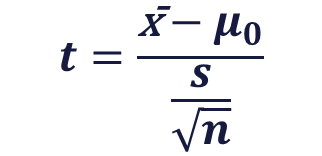 t = (x̄ − μ₀) / (s / √n)